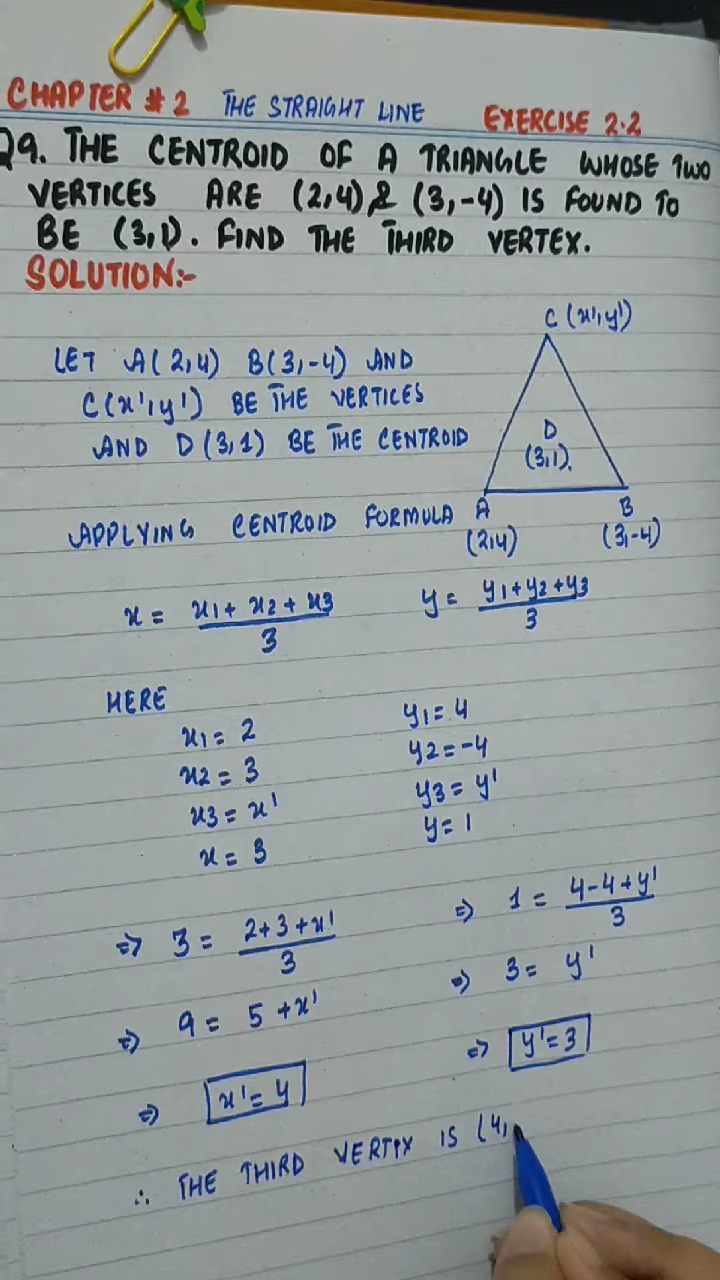 CHAPTER # 2 THE STRAIGHT LINE EXERCISE 2.2
Q9. THE CENTROID OF A TRIANGLE WHOSE TWO
VERTICES ARE (2,4) & (3,-4) IS FOUND TO
BE (3,1). FIND THE THIRD VERTEX.
SOLUTION:-
C (x',y')
LET A(2,4) B(3,-4) AND
C(x',y') BE THE VERTICES
AND D(3,1) BE THE CENTROID
D
(3,1).
A B
(2,4) (3,-4)
APPLYING CENTROID FORMULA
x = x1 + x2 + x3 / 3 y = y1 + y2 + y3 / 3
HERE
x1 = 2 y1 = 4
x2 = 3 y2 = -4
x3 = x' y3 = y'
x = 3 y = 1
=> 3 = 2+3+x' / 3 => 1 = 4-4+y' / 3
=> 9 = 5 + x' => 3 = y'
=> x' = 4 => y' = 3
∴ THE THIRD VERTIX IS (4,